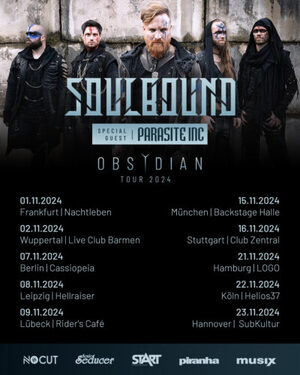 SOULBOUND
SPECIAL GUEST | PARASITE INC
OBSYDIAN
TOUR 2024
01.11.2024
Frankfurt | Nachtleben
02.11.2024
Wuppertal | Live Club Barmen
07.11.2024
Berlin | Cassiopeia
08.11.2024
Leipzig | Hellraiser
09.11.2024
Lübeck | Rider's Café
15.11.2024
München | Backstage Halle
16.11.2024
Stuttgart | Club Zentral
21.11.2024
Hamburg | LOGO
22.11.2024
Köln | Helios37
23.11.2024
Hannover | SubKultur
NOCUT
Seducer
START
piranha
musix